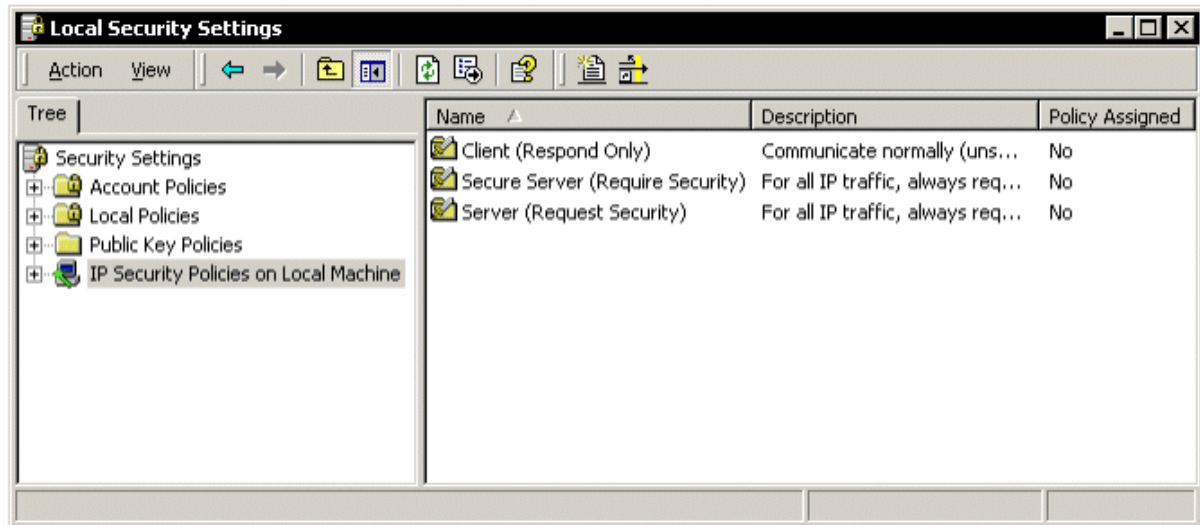 Local Security Settings
Action View
Tree
Name Description Policy Assigned
Security Settings
Account Policies
Local Policies
Public Key Policies
IP Security Policies on Local Machine
Client (Respond Only) Communicate normally (uns... No
Secure Server (Require Security) For all IP traffic, always req... No
Server (Request Security) For all IP traffic, always req... No